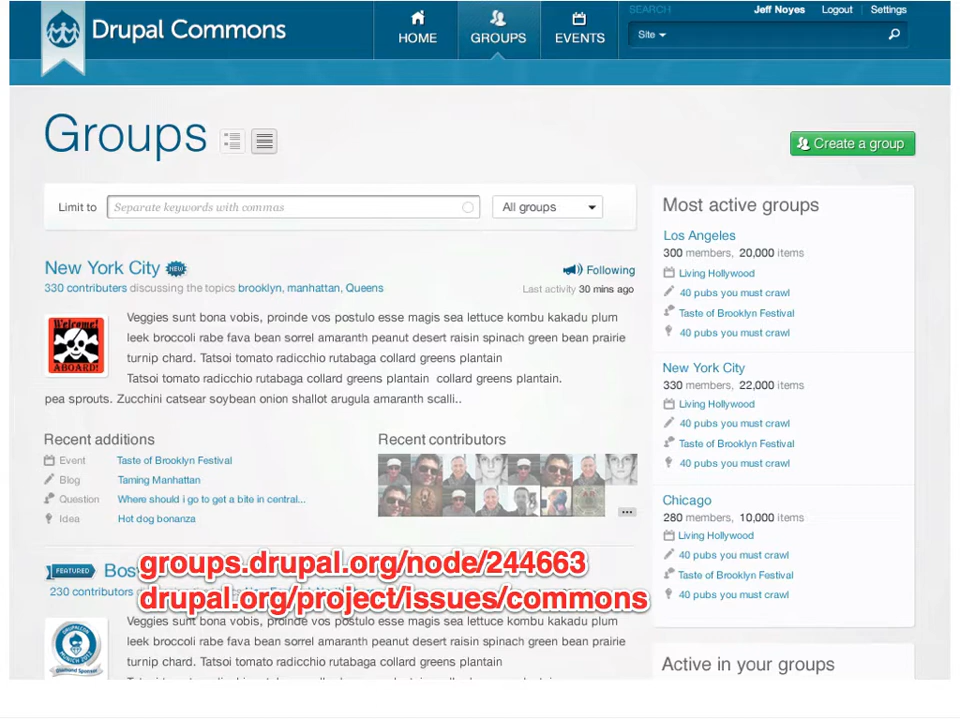 Drupal Commons
HOME
GROUPS
EVENTS
SEARCH
Jeff Noyes
Logout
Settings
Site
Groups
Create a group
Limit to
Separate keywords with commas
All groups
New York City NEW
Following
330 contributors discussing the topics brooklyn, manhattan, Queens
Last activity 30 mins ago
Welcome!
ABOARD!
Veggies sunt bona vobis, proinde vos postulo esse magis sea lettuce kombu kakadu plum
leek broccoli rabe fava bean sorrel amaranth peanut desert raisin spinach green bean prairie
turnip chard. Tatsoi tomato radicchio rutabaga collard greens plantain
Tatsoi tomato radicchio rutabaga collard greens plantain collard greens plantain.
pea sprouts. Zucchini catsear soybean onion shallot arugula amaranth scalli..
Recent additions
Event Taste of Brooklyn Festival
Blog Taming Manhattan
Question Where should i go to get a bite in central...
Idea Hot dog bonanza
Recent contributors
...
FEATURED
Bos
groups.drupal.org/node/244663
230 contributors
drupal.org/project/issues/commons
Veggies sunt bona vobis, proinde vos postulo esse magis sea lettuce kombu kakadu plum
leek broccoli rabe fava bean sorrel amaranth peanut desert raisin spinach green bean prairie
turnip chard. Tatsoi tomato radicchio rutabaga collard greens plantain
Most active groups
Los Angeles
300 members, 20,000 items
Living Hollywood
40 pubs you must crawl
Taste of Brooklyn Festival
40 pubs you must crawl
New York City
330 members, 22,000 items
Living Hollywood
40 pubs you must crawl
Taste of Brooklyn Festival
40 pubs you must crawl
Chicago
280 members, 10,000 items
Living Hollywood
40 pubs you must crawl
Taste of Brooklyn Festival
40 pubs you must crawl
Active in your groups